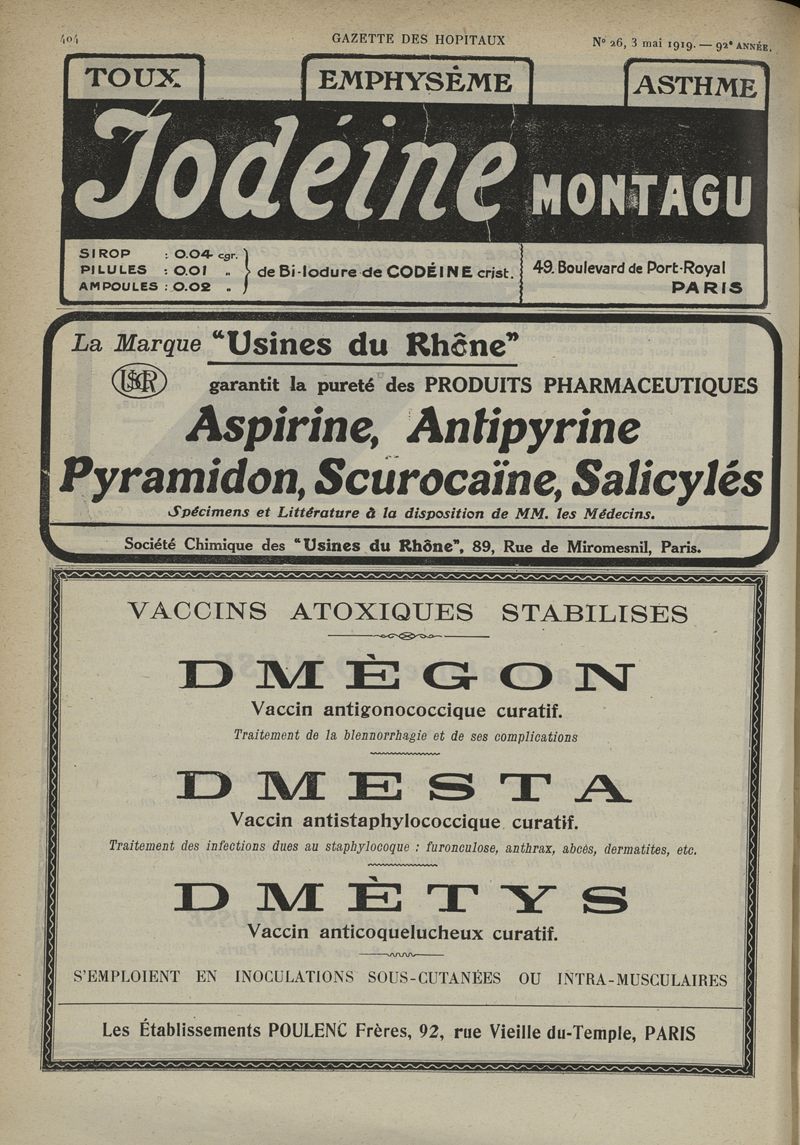 404
GAZETTE DES HOPITAUX
N° 26, 3 mai 1919. — 92e ANNÉE.
TOUX
EMPHYSÊME
ASTHME
Jodéine MONTAGU
SIROP : 0.04 cgr.
PILULES : 0.01 „
AMPOULES : 0.02 „
de Bi-Iodure de CODÉINE crist.
49. Boulevard de Port-Royal
PARIS
La Marque “Usines du Rhône”
garantit la pureté des PRODUITS PHARMACEUTIQUES
Aspirine, Antipyrine
Pyramidon, Scurocaïne, Salicylés
Spécimens et Littérature à la disposition de MM. les Médecins.
Société Chimique des “Usines du Rhône”, 89, Rue de Miromesnil, Paris.
VACCINS ATOXIQUES STABILISES
DMÈGON
Vaccin antigonococcique curatif.
Traitement de la blennorrhagie et de ses complications
DMESTA
Vaccin antistaphylococcique curatif.
Traitement des infections dues au staphylocoque : furonculose, anthrax, abcès, dermatites, etc.
DMÈTYS
Vaccin anticoquelucheux curatif.
S'EMPLOIENT EN INOCULATIONS SOUS-CUTANÉES OU INTRA-MUSCULAIRES
Les Établissements POULENC Frères, 92, rue Vieille du-Temple, PARIS